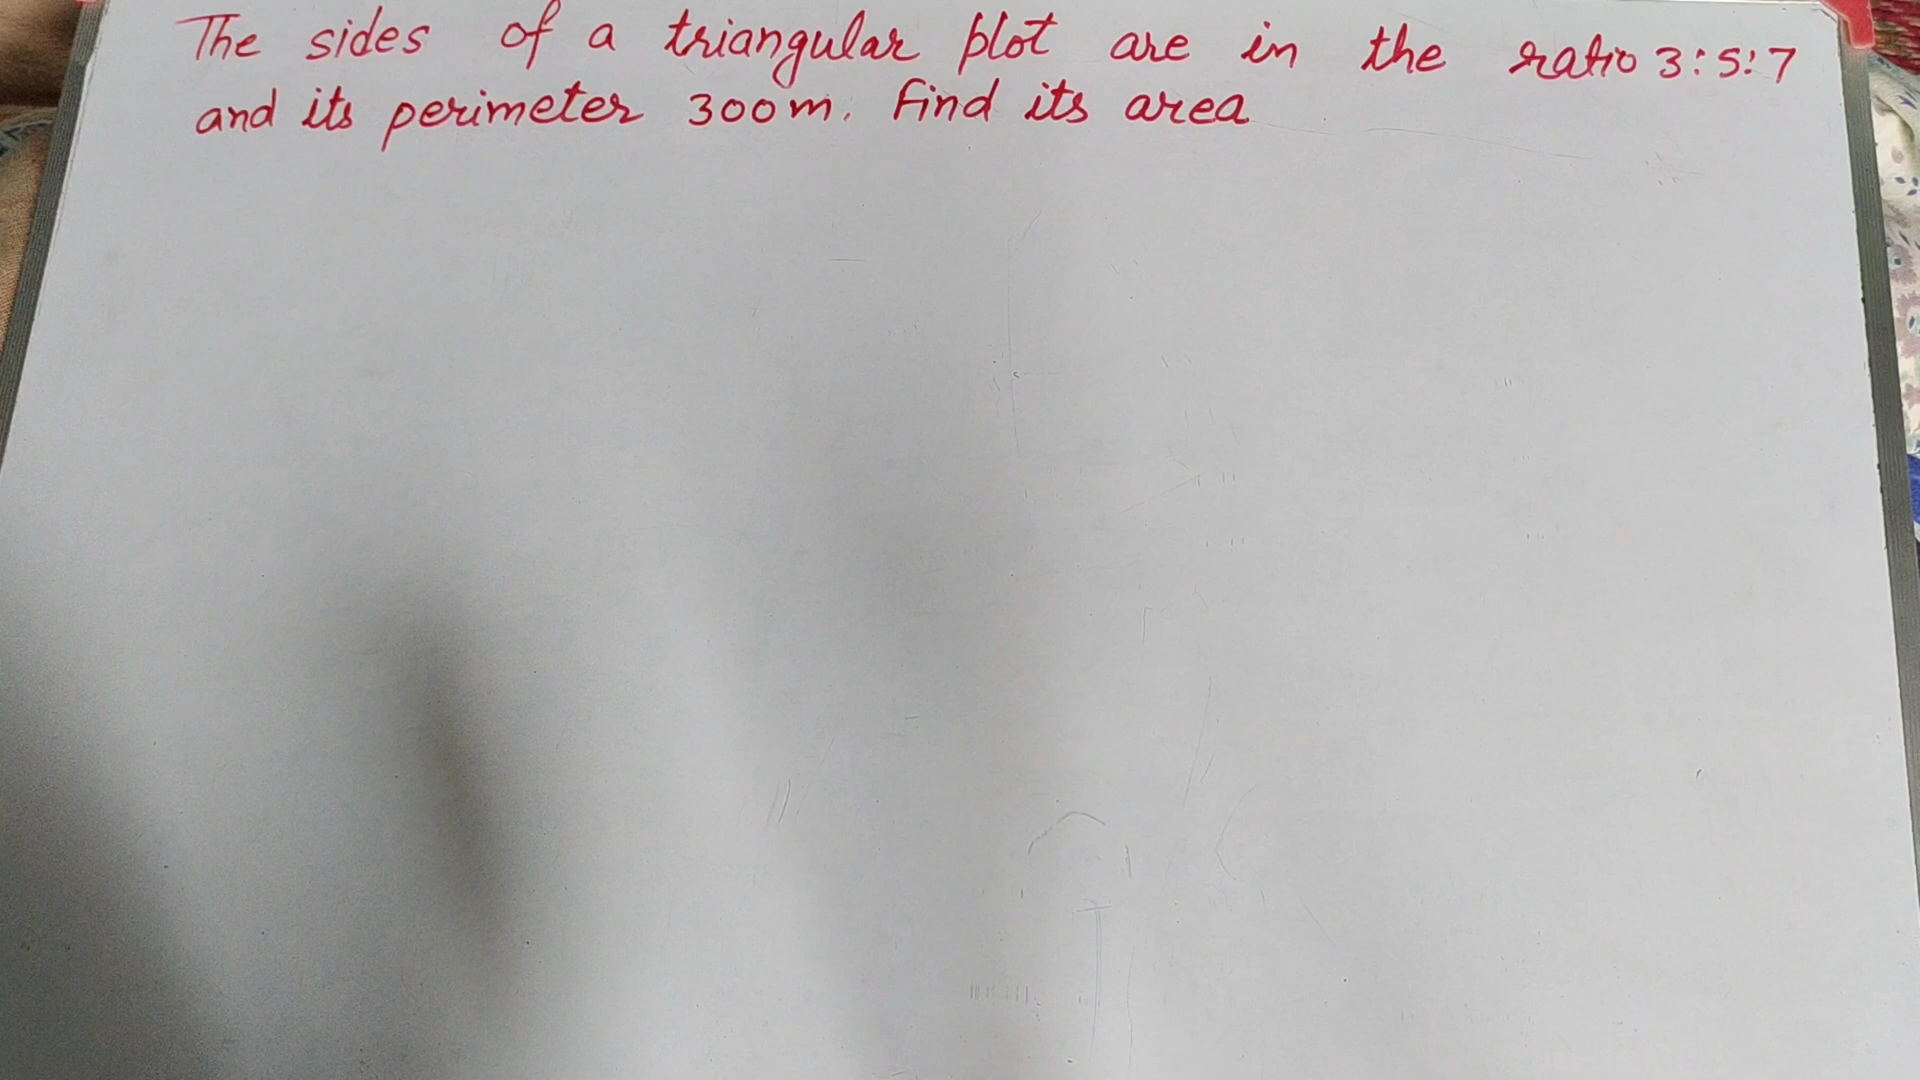 The sides of a triangular plot are in the ratio 3:5:7
and its perimeter 300m. Find its area